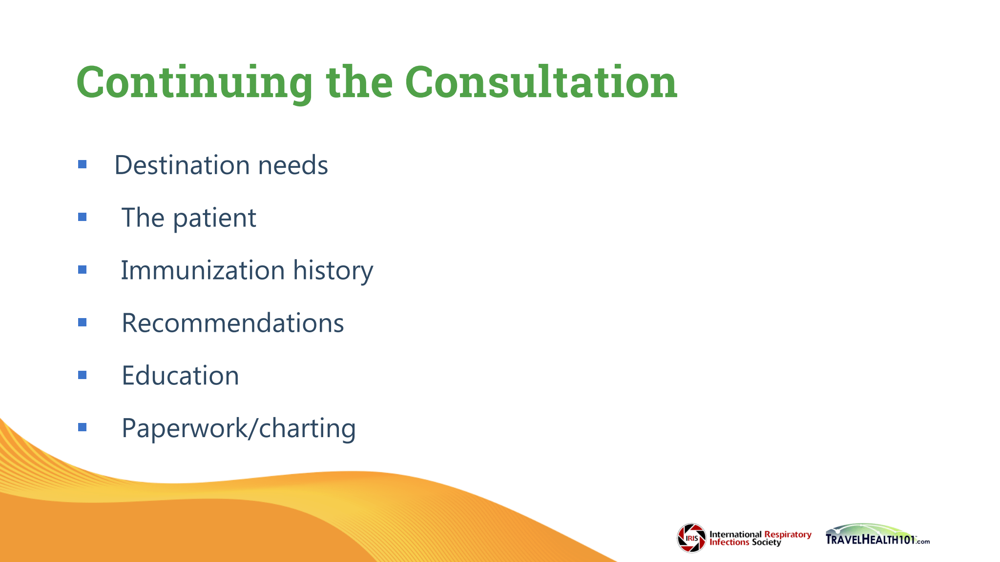 Continuing the Consultation
▪ Destination needs
▪ The patient
▪ Immunization history
▪ Recommendations
▪ Education
▪ Paperwork/charting
IRIS
International Respiratory
Infections Society
TRAVELHEALTH101.com